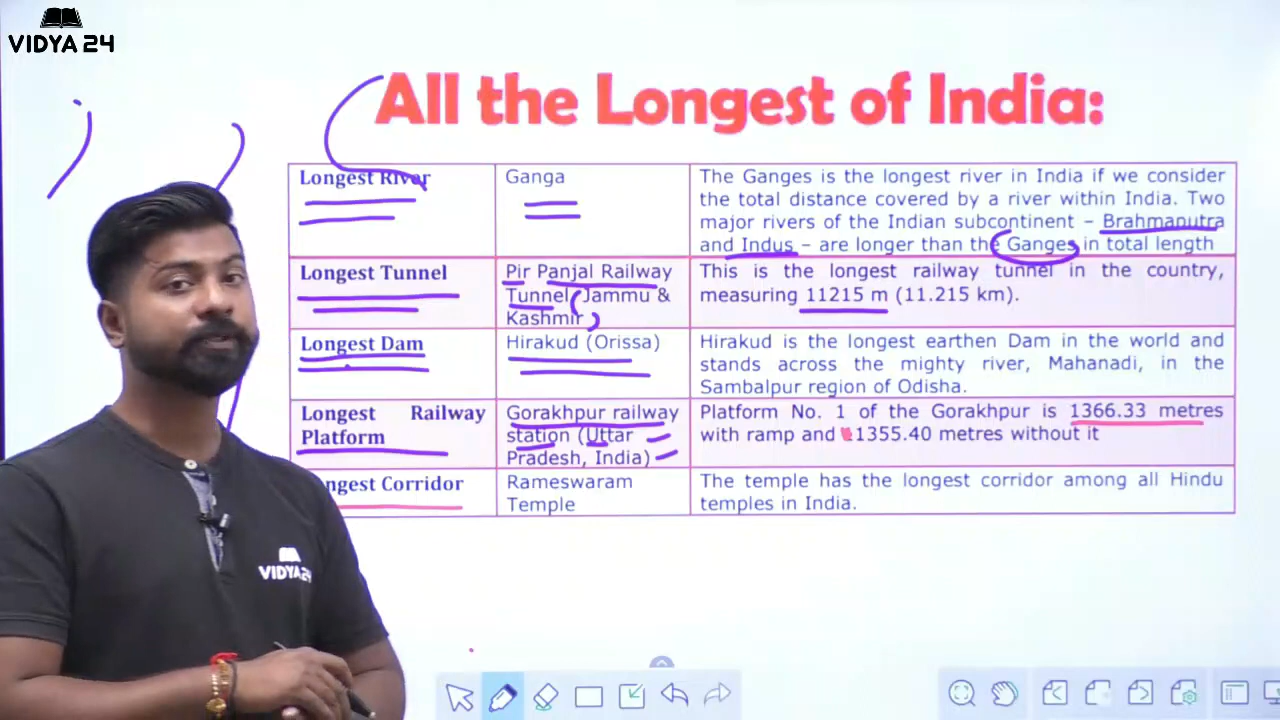 VIDYA 24
All the Longest of India:
Longest River
Ganga
The Ganges is the longest river in India if we consider
the total distance covered by a river within India. Two
major rivers of the Indian subcontinent – Brahmaputra
and Indus – are longer than the Ganges in total length
Longest Tunnel
Pir Panjal Railway
Tunnel (Jammu &
Kashmir)
This is the longest railway tunnel in the country,
measuring 11215 m (11.215 km).
Longest Dam
Hirakud (Orissa)
Hirakud is the longest earthen Dam in the world and
stands across the mighty river, Mahanadi, in the
Sambalpur region of Odisha.
Longest Railway
Platform
Gorakhpur railway
station (Uttar
Pradesh, India)
Platform No. 1 of the Gorakhpur is 1366.33 metres
with ramp and 1355.40 metres without it
ngest Corridor
Rameswaram
Temple
The temple has the longest corridor among all Hindu
temples in India.
VIDYA 24